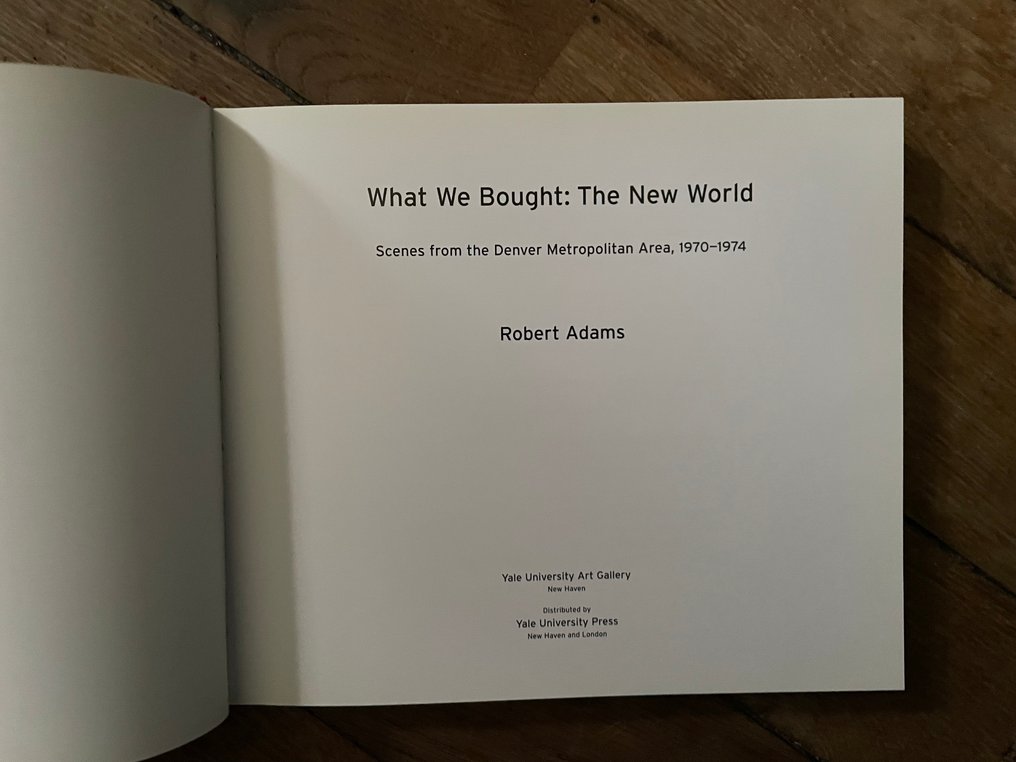 What We Bought: The New World
Scenes from the Denver Metropolitan Area, 1970–1974
Robert Adams
Yale University Art Gallery
New Haven
Distributed by
Yale University Press
New Haven and London